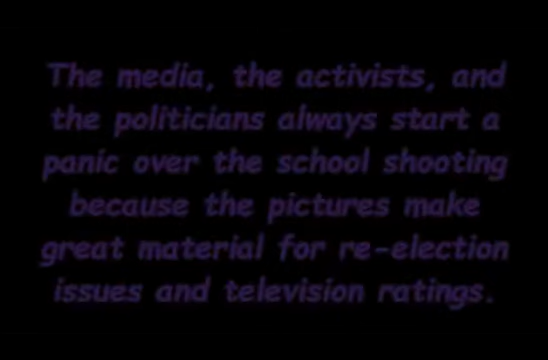 The media, the activists, and
the politicians always start a
panic over the school shooting
because the pictures make
great material for re-election
issues and television ratings.